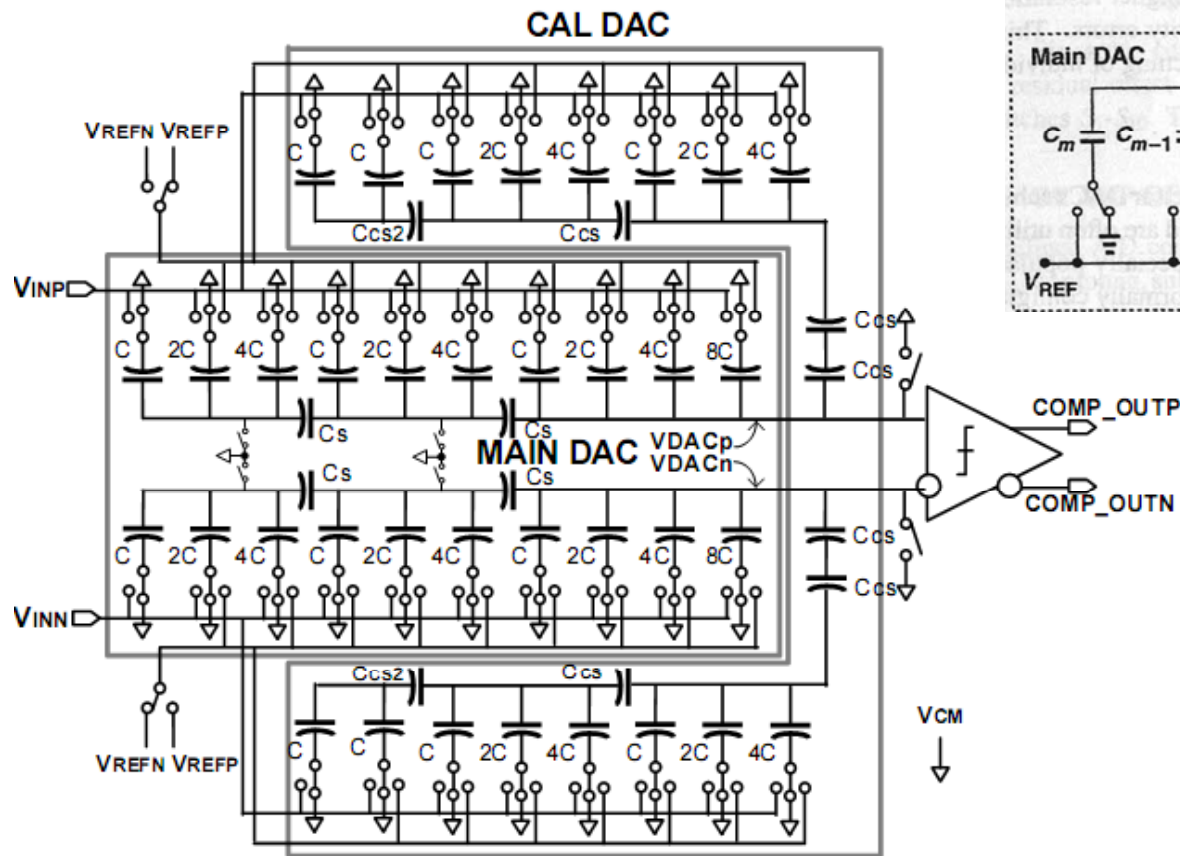 CAL DAC
VREFN VREFP
C C C 2C 4C C 2C 4C
Ccs2 Ccs
VINP
C 2C 4C C 2C 4C C 2C 4C 8C
Ccs
Ccs
Cs Cs
MAIN DAC
VDACp
VDACn
COMP_OUTP
COMP_OUTN
Cs Cs
C 2C 4C C 2C 4C C 2C 4C 8C
Ccs
Ccs
VINN
Ccs2 Ccs
VREFN VREFP
C C C 2C 4C C 2C 4C
VCM
Main DAC
Cm Cm−1
VREF